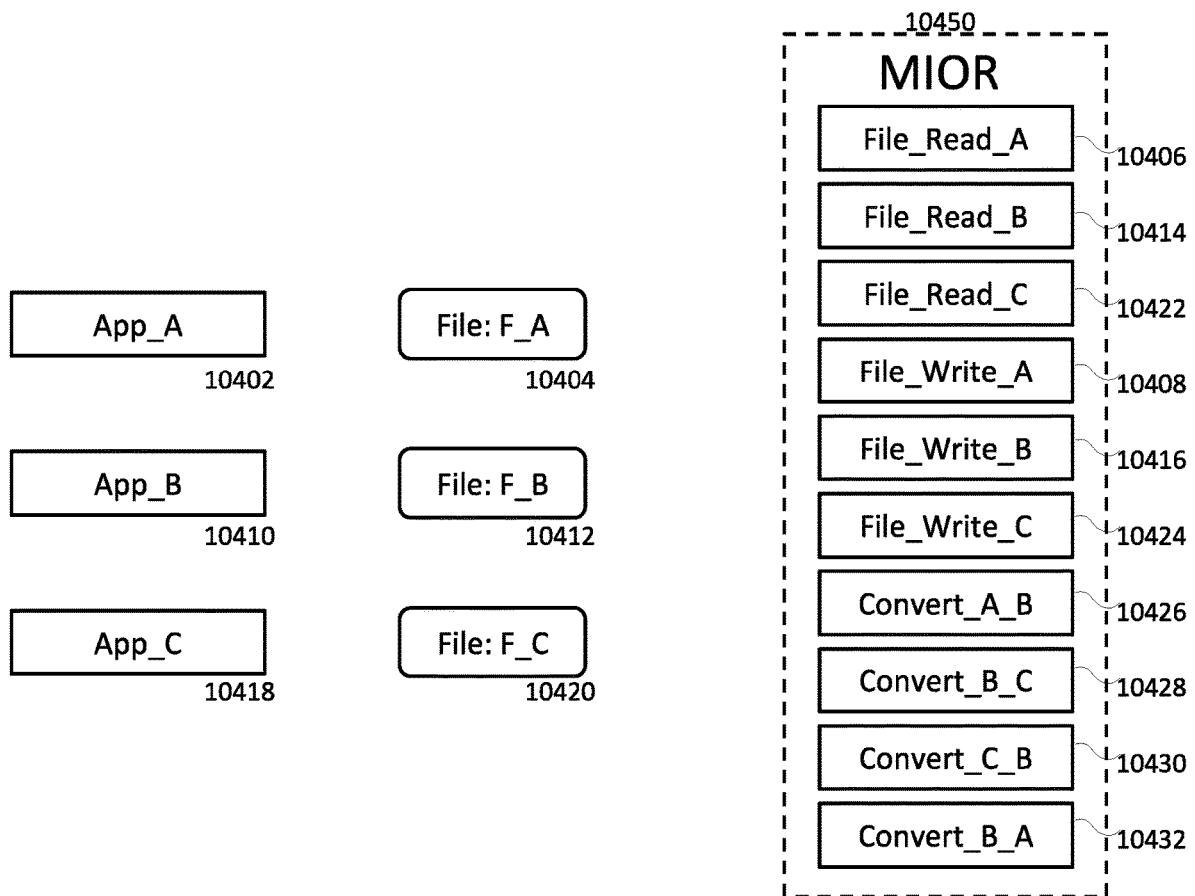 10450
MIOR
File_Read_A
10406
File_Read_B
10414
File_Read_C
10422
App_A
10402
File: F_A
10404
File_Write_A
10408
App_B
10410
File: F_B
10412
File_Write_B
10416
File_Write_C
10424
App_C
10418
File: F_C
10420
Convert_A_B
10426
Convert_B_C
10428
Convert_C_B
10430
Convert_B_A
10432